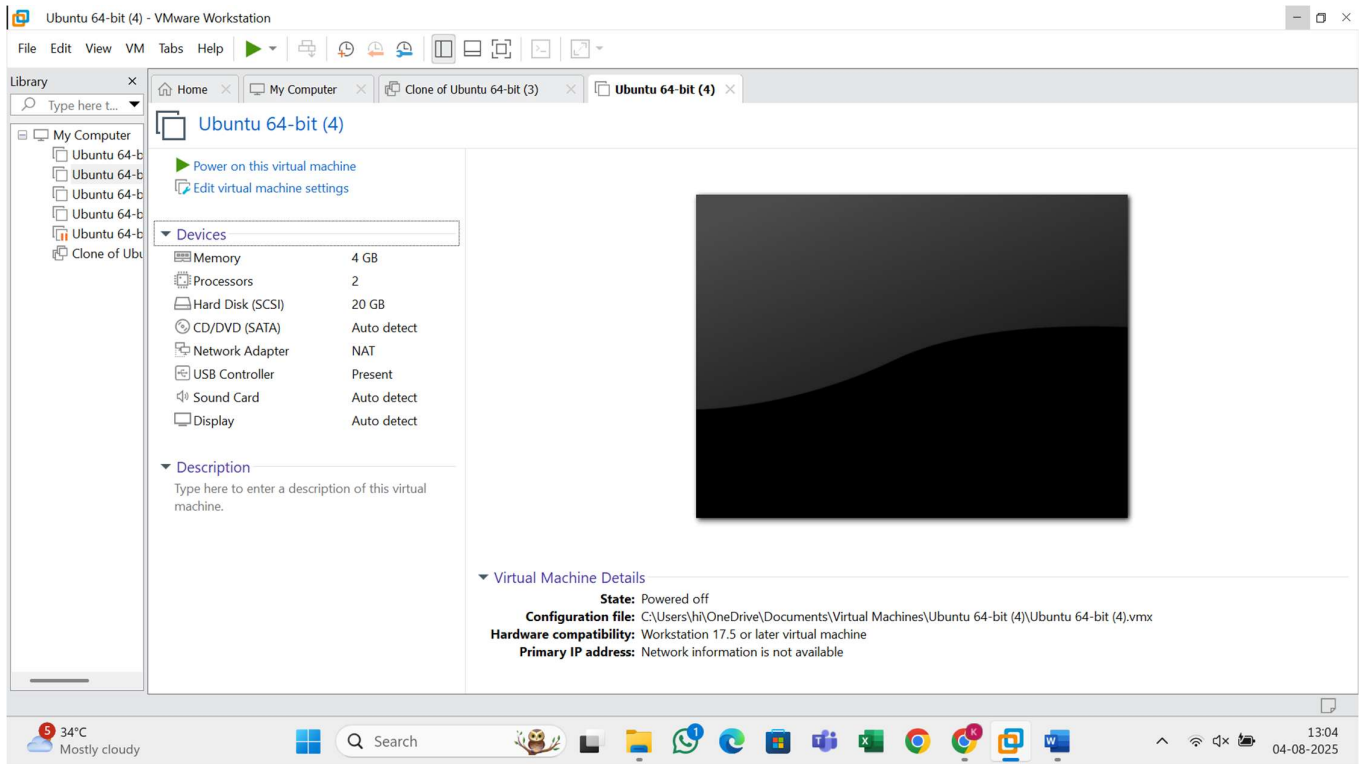 Ubuntu 64-bit (4) - VMware Workstation
File Edit View VM Tabs Help
Library
Type here t...
My Computer
Ubuntu 64-b
Ubuntu 64-b
Ubuntu 64-b
Ubuntu 64-b
Ubuntu 64-b
Clone of Ubu
Home
My Computer
Clone of Ubuntu 64-bit (3)
Ubuntu 64-bit (4)
Ubuntu 64-bit (4)
Power on this virtual machine
Edit virtual machine settings
Devices
Memory 4 GB
Processors 2
Hard Disk (SCSI) 20 GB
CD/DVD (SATA) Auto detect
Network Adapter NAT
USB Controller Present
Sound Card Auto detect
Display Auto detect
Description
Type here to enter a description of this virtual
machine.
Virtual Machine Details
State: Powered off
Configuration file: C:\Users\hi\OneDrive\Documents\Virtual Machines\Ubuntu 64-bit (4)\Ubuntu 64-bit (4).vmx
Hardware compatibility: Workstation 17.5 or later virtual machine
Primary IP address: Network information is not available
5
34°C
Mostly cloudy
Search
1
K
13:04
04-08-2025